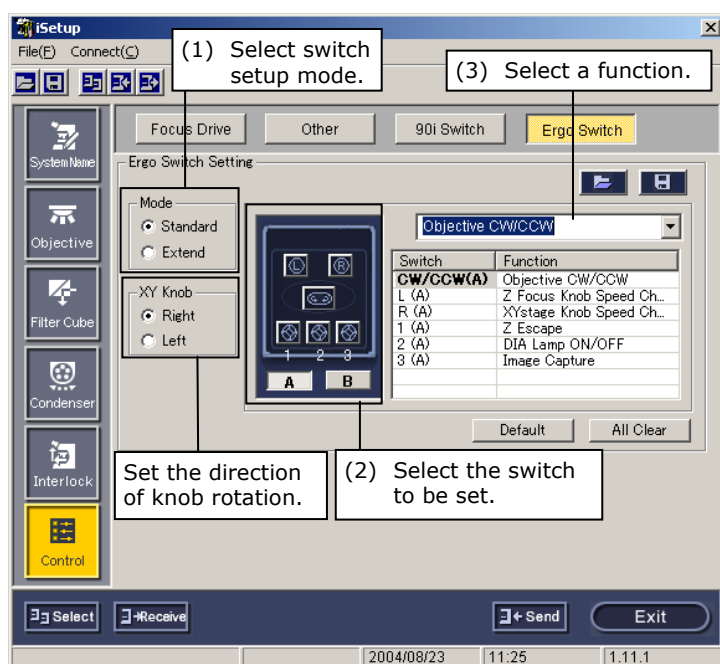 iSetup
File(F) Connect(C)
(1) Select switch
setup mode.
(3) Select a function.
Focus Drive
Other
90i Switch
Ergo Switch
System Name
Objective
Filter Cube
Condenser
Interlock
Control
Ergo Switch Setting
Mode
Standard
Extend
XY Knob
Right
Left
L
R
1 2 3
A B
Objective CW/CCW
Switch Function
CW/CCW(A) Objective CW/CCW
L (A) Z Focus Knob Speed Ch...
R (A) XYstage Knob Speed Ch...
1 (A) Z Escape
2 (A) DIA Lamp ON/OFF
3 (A) Image Capture
Default
All Clear
Set the direction
of knob rotation.
(2) Select the switch
to be set.
Select
Receive
Send
Exit
2004/08/23 11:25 1.11.1